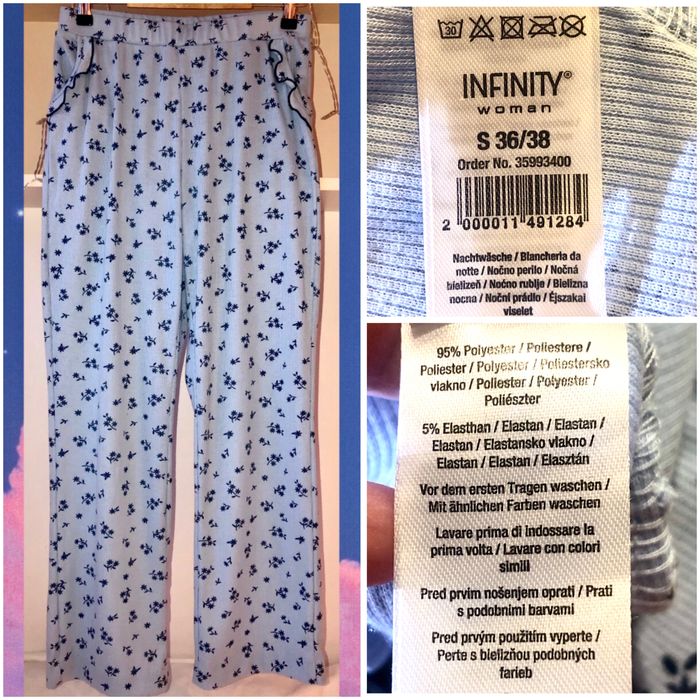 30
INFINITY®
woman
S 36/38
Order No. 35993400
2 000011 491284
Nachtwäsche / Blancheria da
notte / Nočno perilo / Nočná
bielizeň / Noćno rublje / Bielizna
nocna / Noční prádlo / Éjszakai
viselet
95% Polyester / Poliestere /
Poliester / Polyester / Poliestersko
vlakno / Poliester / Polyester /
Poliészter
5% Elasthan / Elastan / Elastan /
Elastan / Elastansko vlakno /
Elastan / Elastan / Elasztán
Vor dem ersten Tragen waschen /
Mit ähnlichen Farben waschen
Lavare prima di indossare la
prima volta / Lavare con colori
simili
Pred prvim nošenjem oprati / Prati
s podobnimi barvami
Pred prvým použitím vyperte /
Perte s bielizňou podobných
farieb